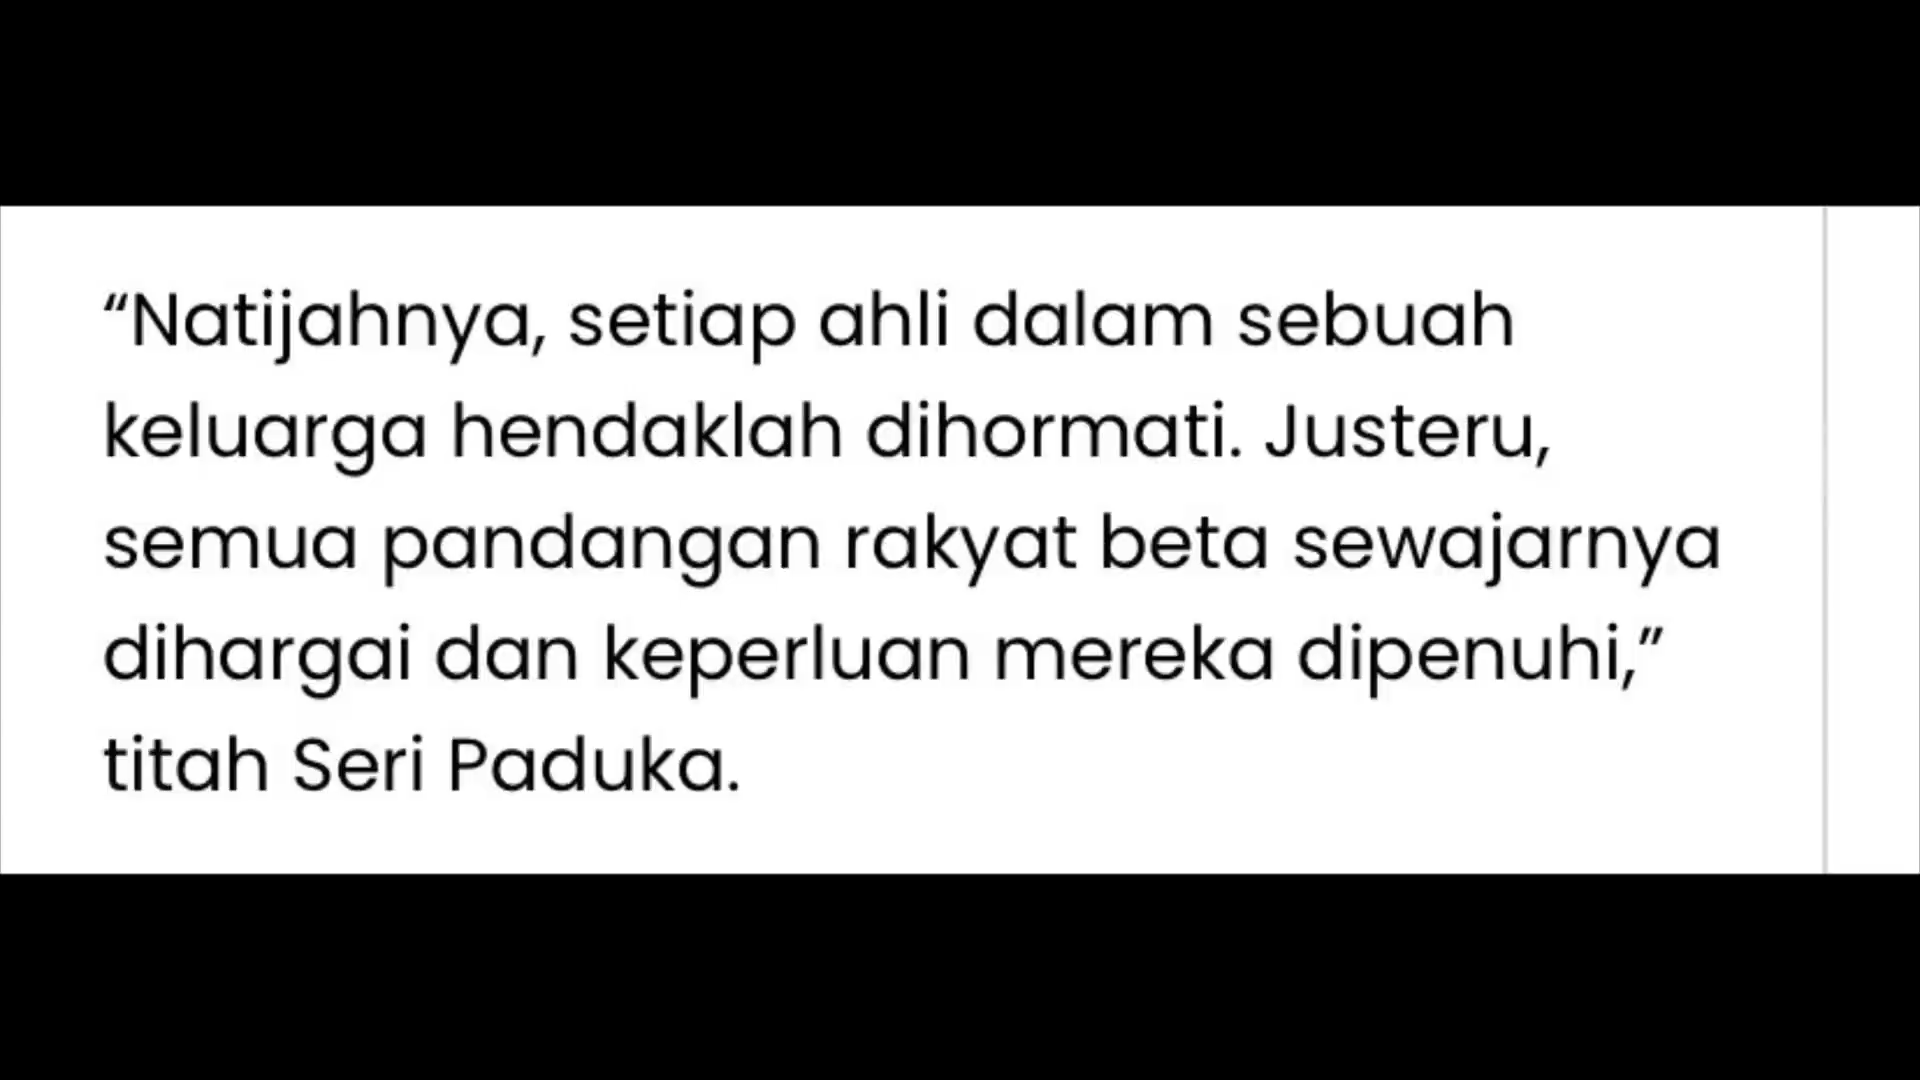 “Natijahnya, setiap ahli dalam sebuah
keluarga hendaklah dihormati. Justeru,
semua pandangan rakyat beta sewajarnya
dihargai dan keperluan mereka dipenuhi,”
titah Seri Paduka.